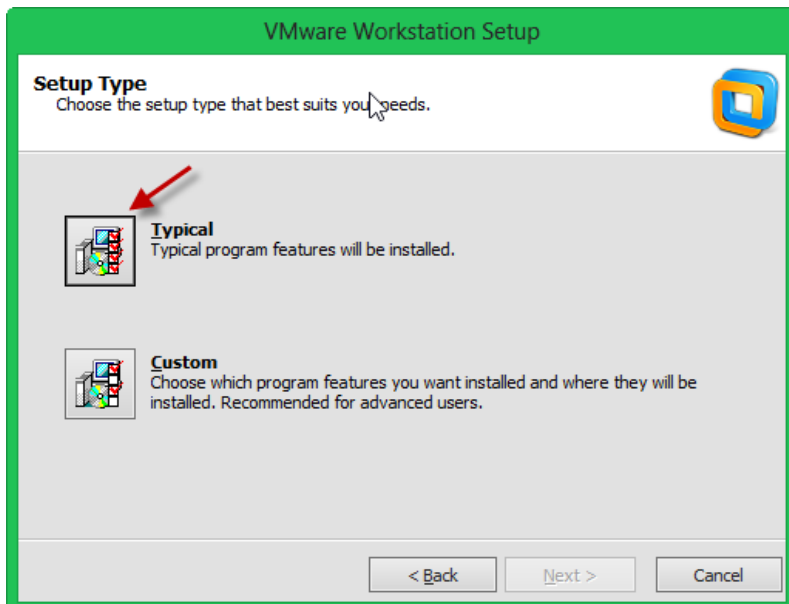 VMware Workstation Setup
Setup Type
Choose the setup type that best suits your needs.
Typical
Typical program features will be installed.
Custom
Choose which program features you want installed and where they will be
installed. Recommended for advanced users.
< Back
Next >
Cancel